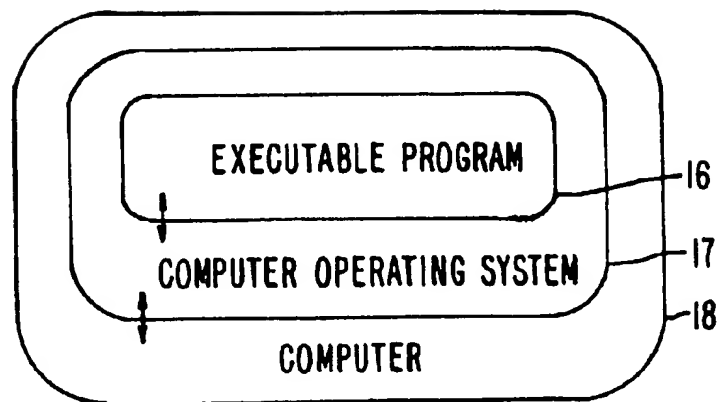 EXECUTABLE PROGRAM
16
COMPUTER OPERATING SYSTEM
17
18
COMPUTER